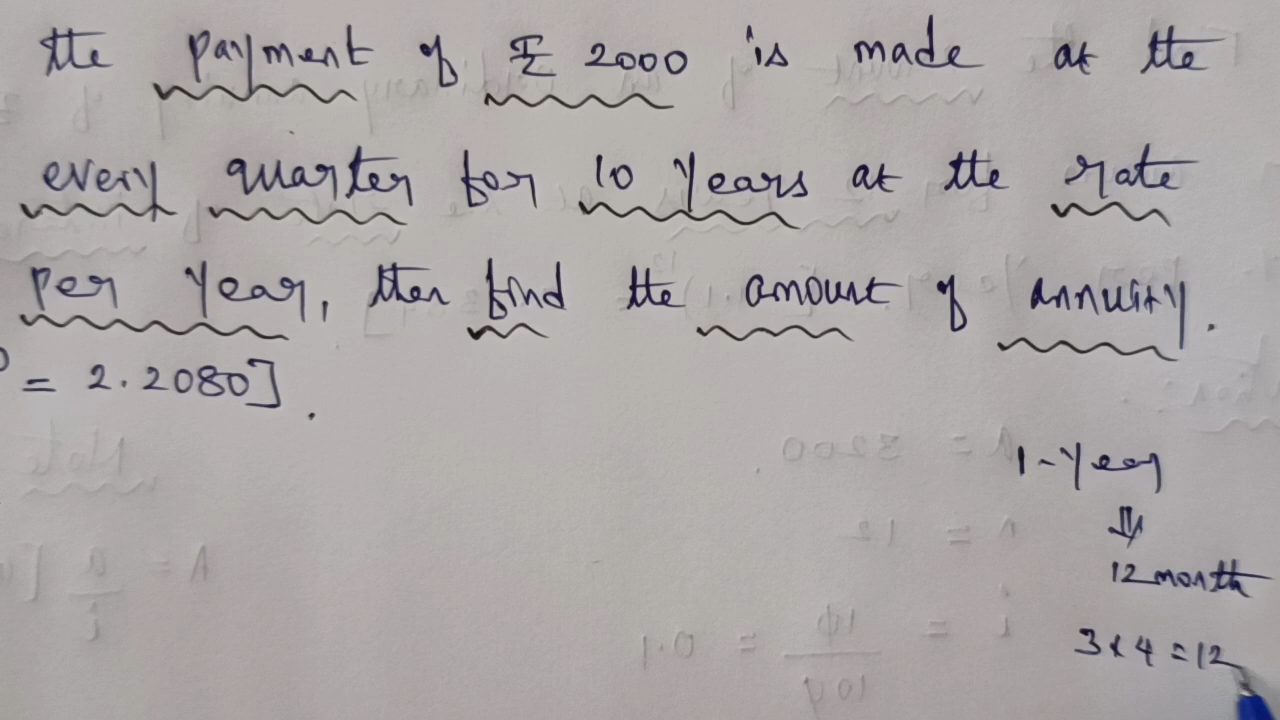 the payment of ₹ 2000 is made at the
every quarter for 10 years at the rate
per year, then find the amount of annuity.
= 2.2080].
1-year
⇓
12 month
3 x 4 = 12